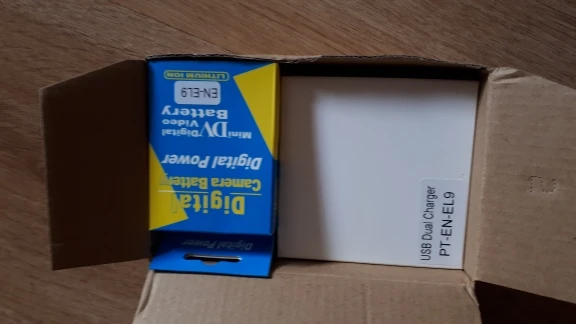 Digital
Camera Battery
Digital Power
Mini DV Digital
Video
Battery
EN-EL9
LITHIUM ION
Digital Power
USB Dual Charger
PT-EN-EL9